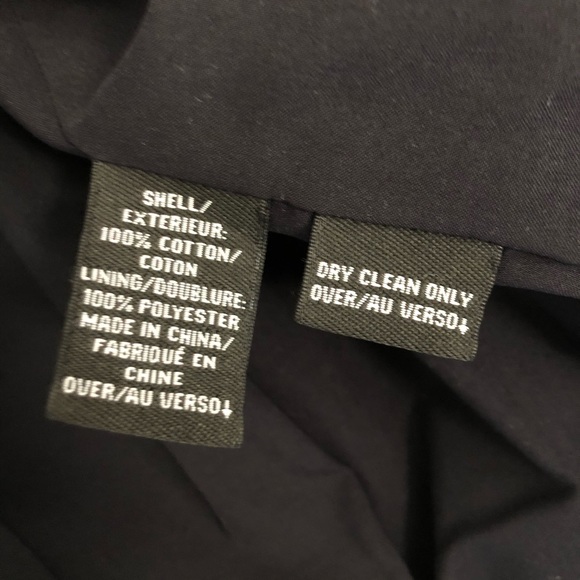 SHELL/
EXTERIEUR:
100% COTTON/
COTON
LINING/DOUBLURE:
100% POLYESTER
MADE IN CHINA/
FABRIQUÉ EN
CHINE
OVER/AU VERSO↓
DRY CLEAN ONLY
OVER/AU VERSO↓